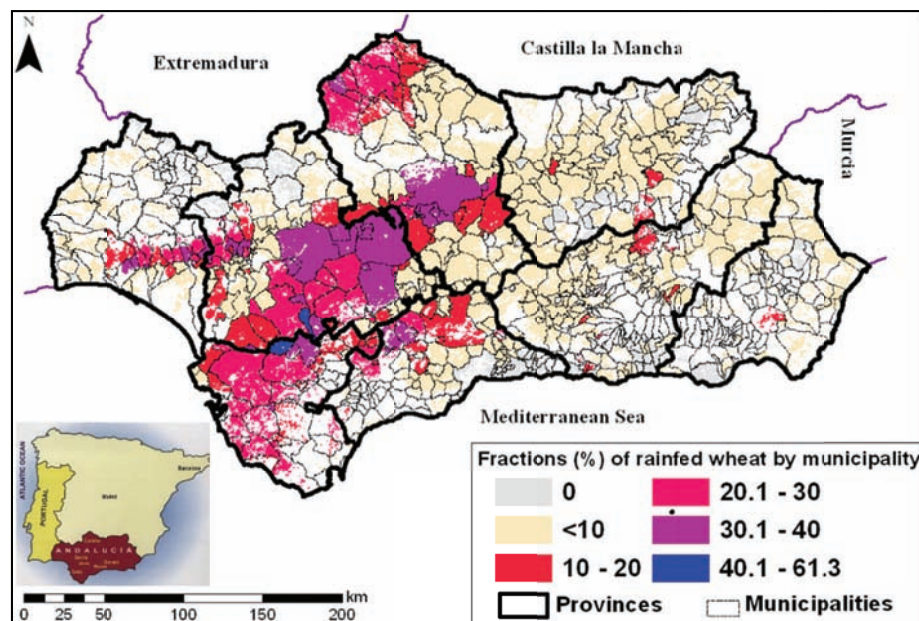 N
Extremadura
Castilla la Mancha
Murcia
Mediterranean Sea
ATLANTIC OCEAN
PORTUGAL
Madrid
Barcelona
ANDALUCIA
km
0 25 50 100 150 200
Fractions (%) of rainfed wheat by municipality
0
<10
10 - 20
20.1 - 30
30.1 - 40
40.1 - 61.3
Provinces
Municipalities